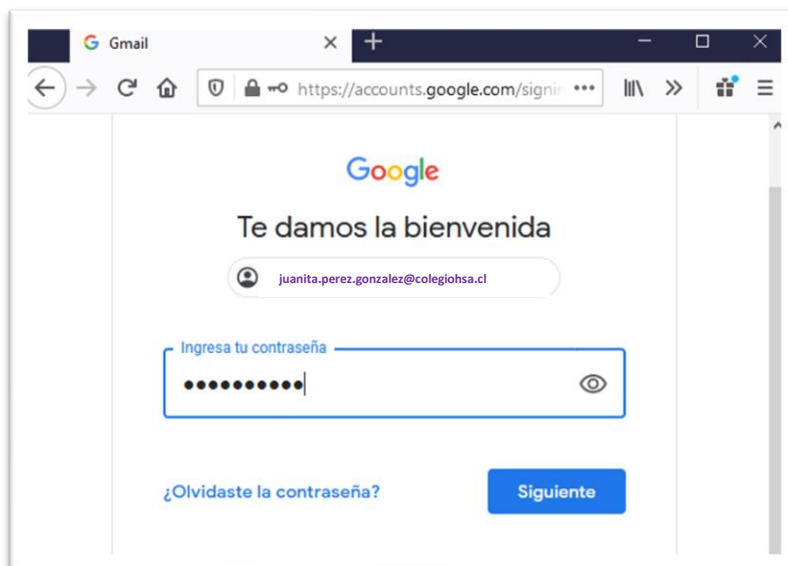 Gmail
https://accounts.google.com/signin
Google
Te damos la bienvenida
juanita.perez.gonzalez@colegiohsa.cl
Ingresa tu contraseña
¿Olvidaste la contraseña?
Siguiente